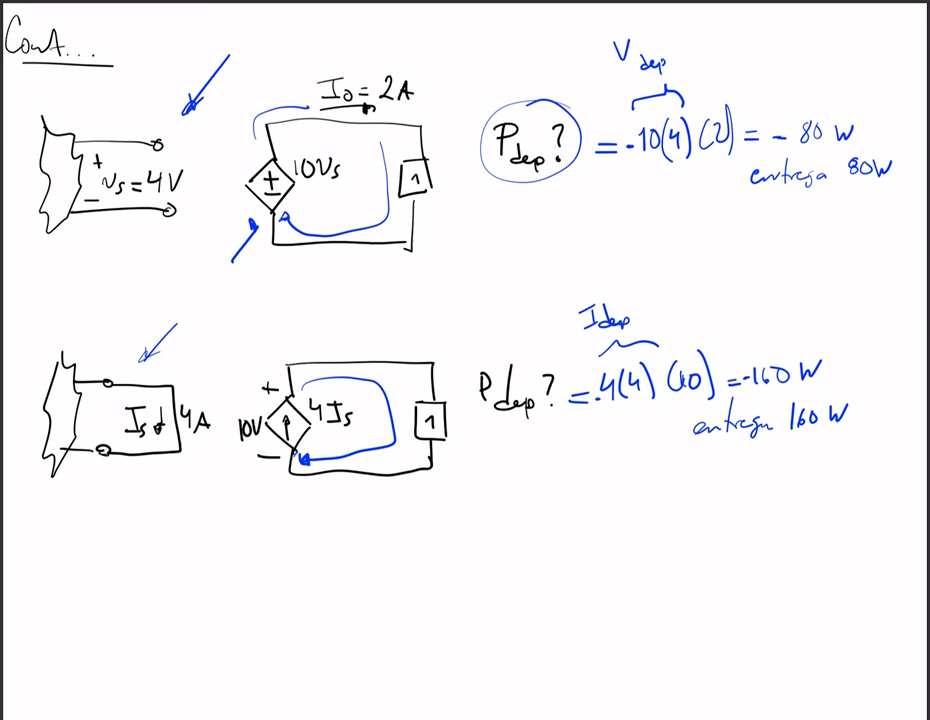 Cont...
+
Vs = 4V
−
I0 = 2A
+
−
10Vs
1
Vdep
Pdep? = -10(4)(2) = - 80 W
entrega 80W
Is ↓ 4A
+
10V
−
↑
4Is
1
Idep
Pdep? = -4(4)(10) = -160 W
entrega 160 W